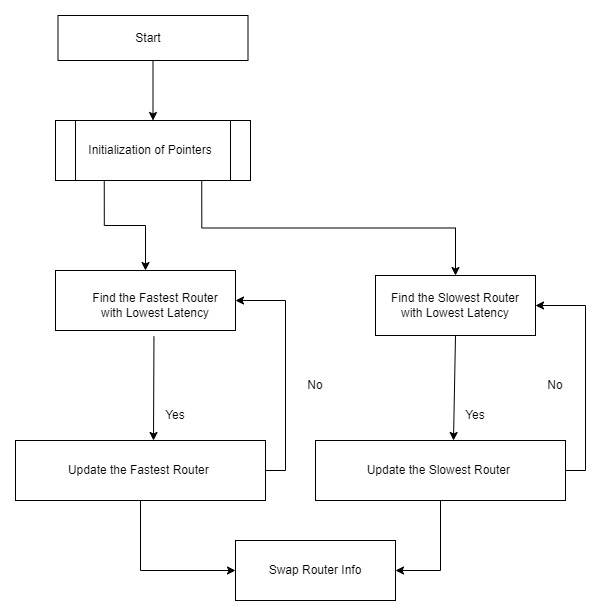 Start
Initialization of Pointers
Find the Fastest Router
with Lowest Latency
Find the Slowest Router
with Lowest Latency
No
No
Yes
Yes
Update the Fastest Router
Update the Slowest Router
Swap Router Info